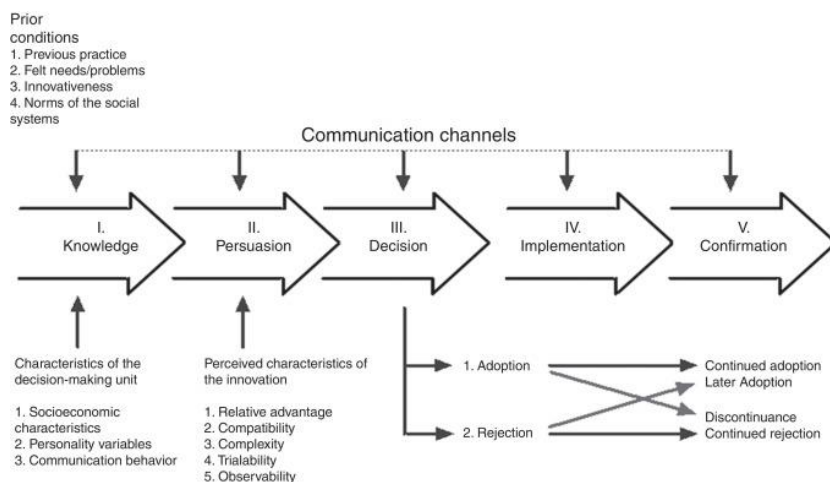 Prior
conditions
1. Previous practice
2. Felt needs/problems
3. Innovativeness
4. Norms of the social
systems
Communication channels
I.
Knowledge
II.
Persuasion
III.
Decision
IV.
Implementation
V.
Confirmation
Characteristics of the
decision-making unit
1. Socioeconomic
characteristics
2. Personality variables
3. Communication behavior
Perceived characteristics of
the innovation
1. Relative advantage
2. Compatibility
3. Complexity
4. Trialability
5. Observability
1. Adoption
2. Rejection
Continued adoption
Later Adoption
Discontinuance
Continued rejection